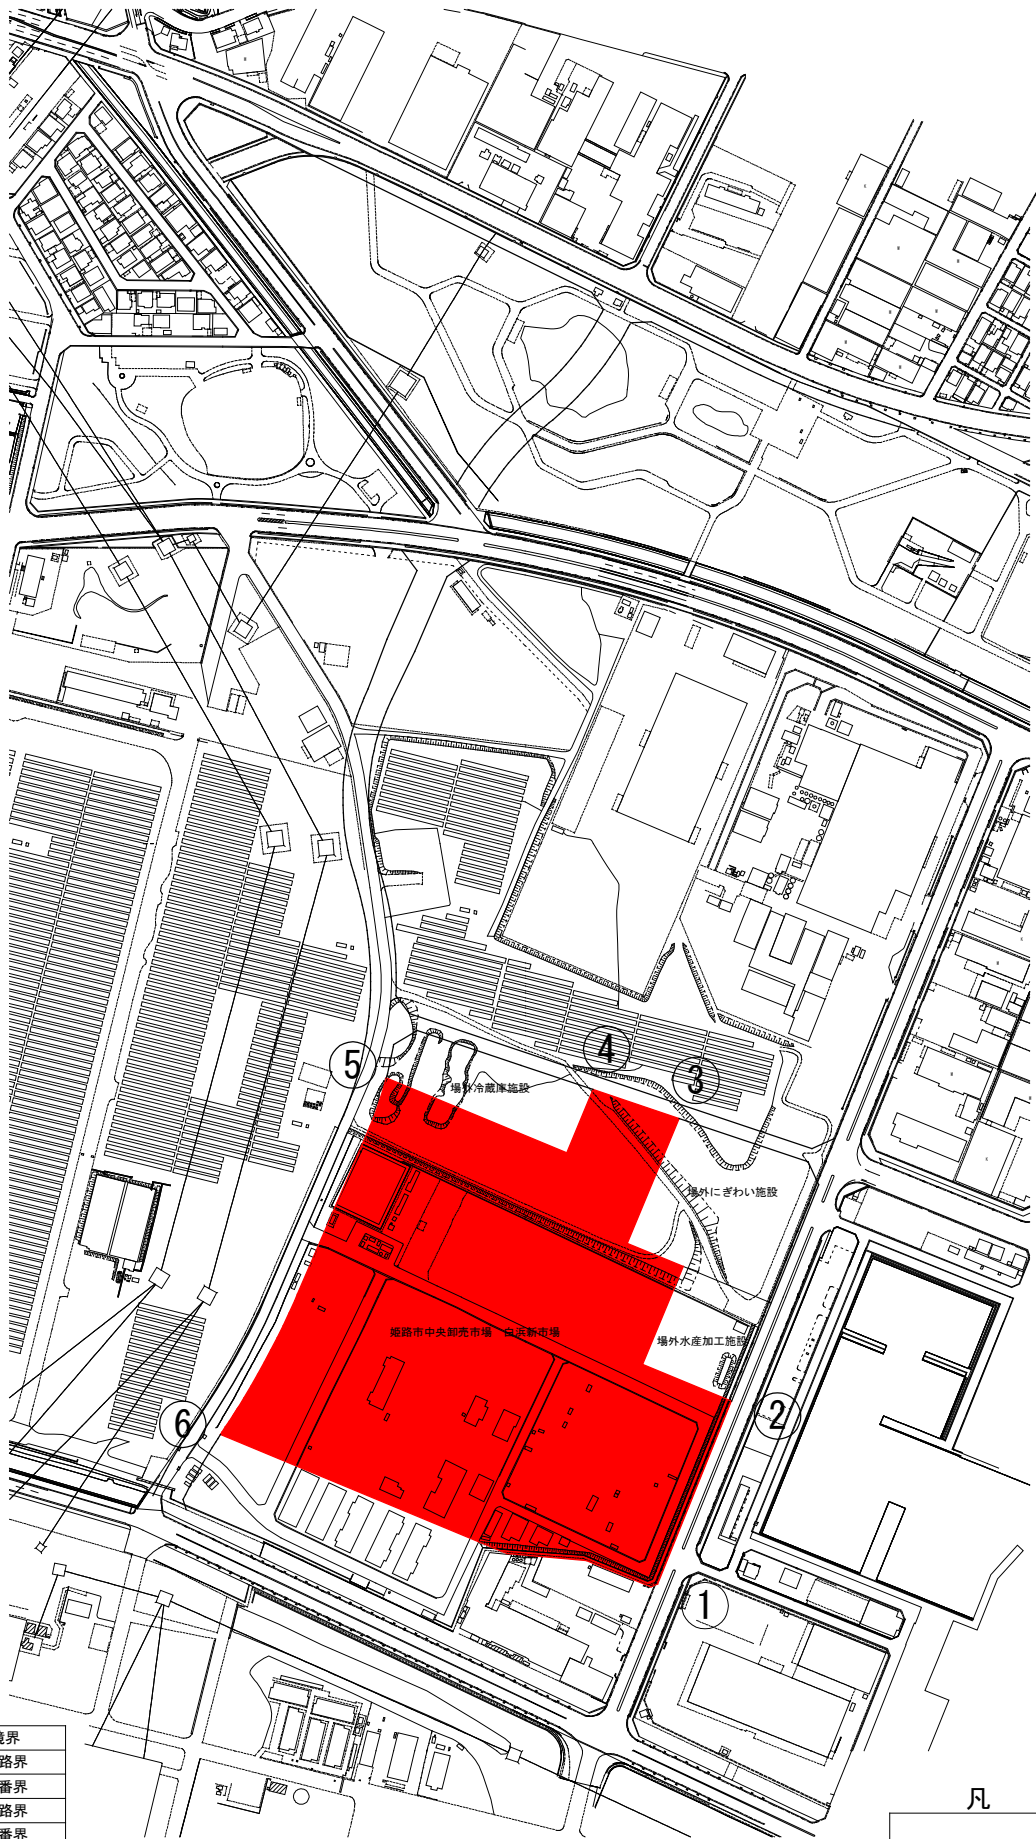 ④
⑤
③
場外冷蔵庫施設
場外にぎわい施設
姫路市中央卸売市場 白浜新市場
場外水産加工施設
②
⑥
①
界
路界
番界
路界
番界
凡